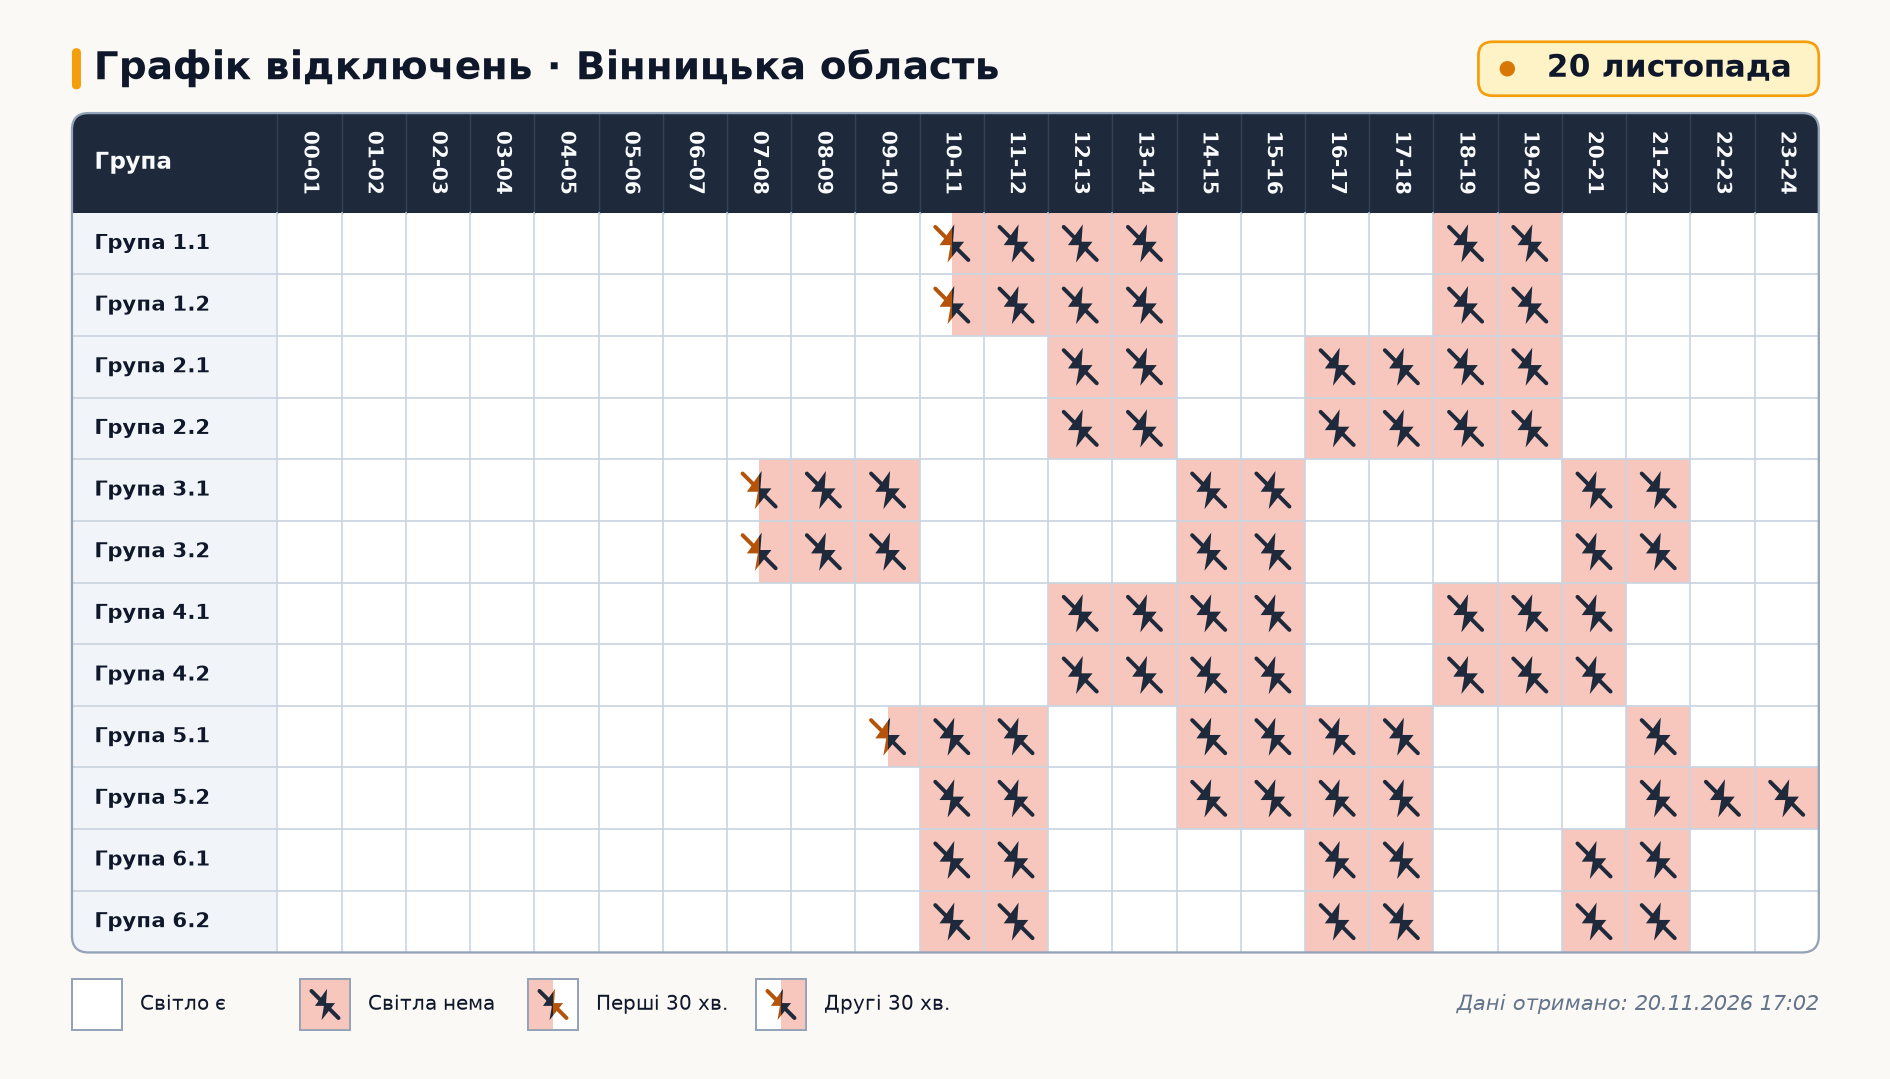 Графік відключень · Вінницька область
20 листопада
Група 00-01 01-02 02-03 03-04 04-05 05-06 06-07 07-08 08-09 09-10 10-11 11-12 12-13 13-14 14-15 15-16 16-17 17-18 18-19 19-20 20-21 21-22 22-23 23-24
Група 1.1
Група 1.2
Група 2.1
Група 2.2
Група 3.1
Група 3.2
Група 4.1
Група 4.2
Група 5.1
Група 5.2
Група 6.1
Група 6.2
Світло є Світла нема Перші 30 хв. Другі 30 хв.
Дані отримано: 20.11.2026 17:02